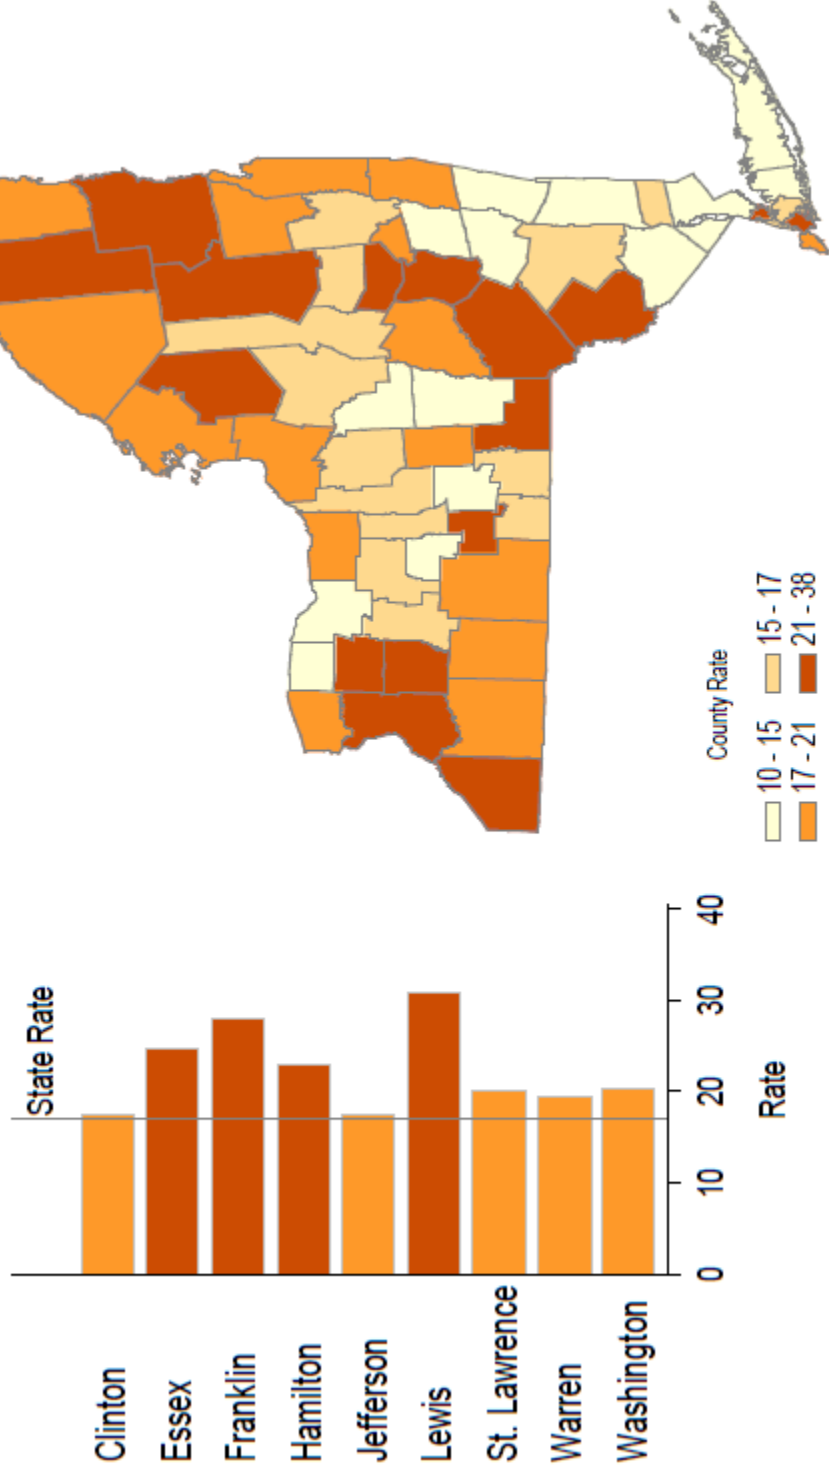 State Rate
Clinton
Essex
Franklin
Hamilton
Jefferson
Lewis
St. Lawrence
Warren
Washington
0 10 20 30 40
Rate
County Rate
10 - 15 15 - 17
17 - 21 21 - 38